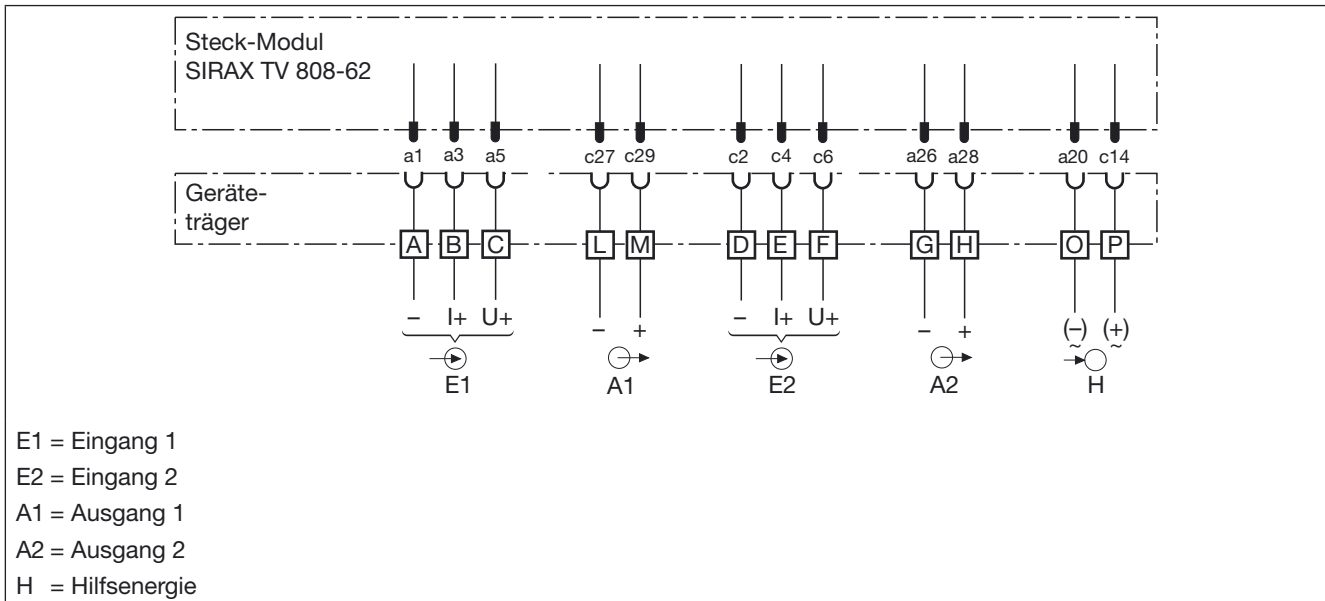 Steck-Modul
SIRAX TV 808-62
a1 a3 a5 c27 c29 c2 c4 c6 a26 a28 a20 c14
Geräte-
träger
A B C L M D E F G H O P
– I+ U+ – + – I+ U+ – + (–) (+)
~ ~
E1 A1 E2 A2 H
E1 = Eingang 1
E2 = Eingang 2
A1 = Ausgang 1
A2 = Ausgang 2
H = Hilfsenergie